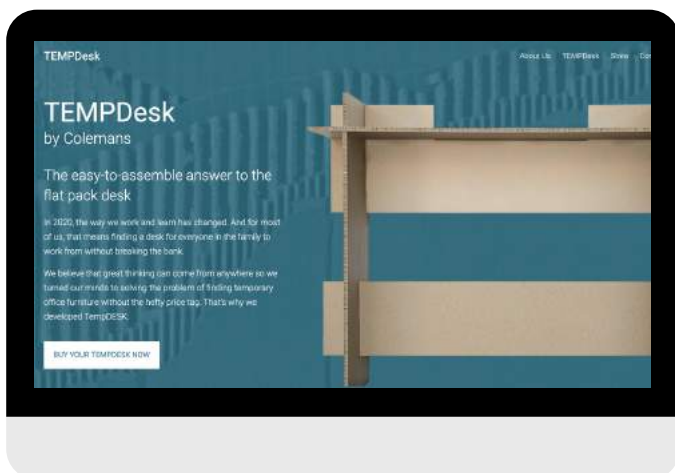 TEMPDesk
About Us TEMPDesk Store
TEMPDesk
by Colemans
The easy-to-assemble answer to the
flat pack desk
In 2020, the way we work and learn has changed. And for most
of us, that means finding a desk for everyone in the family to
work from without breaking the bank.
We believe that great thinking can come from anywhere so we
turned our minds to solving the problem of finding temporary
office furniture without the hefty price tag. That's why we
developed TempDESK.
BUY YOUR TEMPDESK NOW